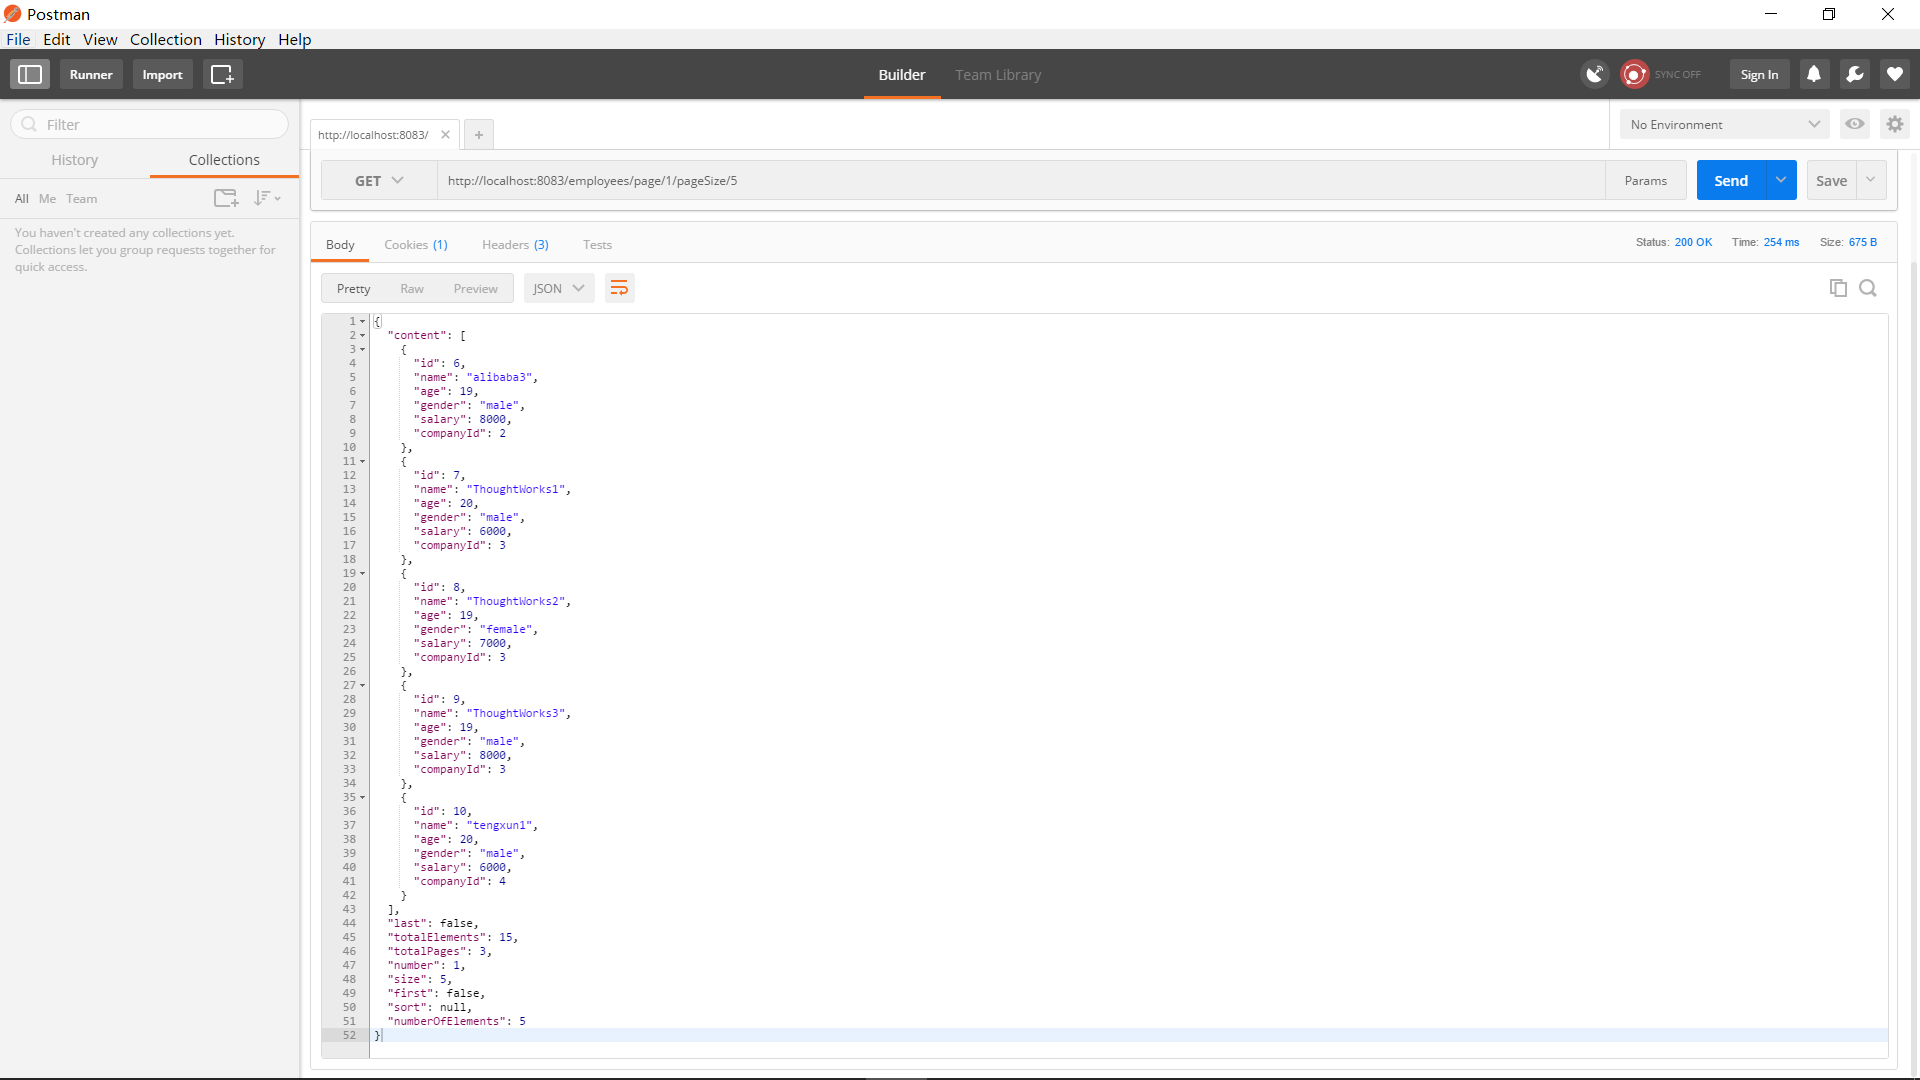 Postman
File Edit View Collection History Help
Runner Import Builder Team Library SYNC OFF Sign In
Filter
History Collections
All Me Team
You haven't created any collections yet.
Collections let you group requests together for
quick access.
http://localhost:8083/ No Environment
GET http://localhost:8083/employees/page/1/pageSize/5 Params Send Save
Body Cookies (1) Headers (3) Tests Status: 200 OK Time: 254 ms Size: 675 B
Pretty Raw Preview JSON
1 {
2 "content": [
3 {
4 "id": 6,
5 "name": "alibaba3",
6 "age": 19,
7 "gender": "male",
8 "salary": 8000,
9 "companyId": 2
10 },
11 {
12 "id": 7,
13 "name": "ThoughtWorks1",
14 "age": 20,
15 "gender": "male",
16 "salary": 6000,
17 "companyId": 3
18 },
19 {
20 "id": 8,
21 "name": "ThoughtWorks2",
22 "age": 19,
23 "gender": "female",
24 "salary": 7000,
25 "companyId": 3
26 },
27 {
28 "id": 9,
29 "name": "ThoughtWorks3",
30 "age": 19,
31 "gender": "male",
32 "salary": 8000,
33 "companyId": 3
34 },
35 {
36 "id": 10,
37 "name": "tengxun1",
38 "age": 20,
39 "gender": "male",
40 "salary": 6000,
41 "companyId": 4
42 }
43 ],
44 "last": false,
45 "totalElements": 15,
46 "totalPages": 3,
47 "number": 1,
48 "size": 5,
49 "first": false,
50 "sort": null,
51 "numberOfElements": 5
52 }